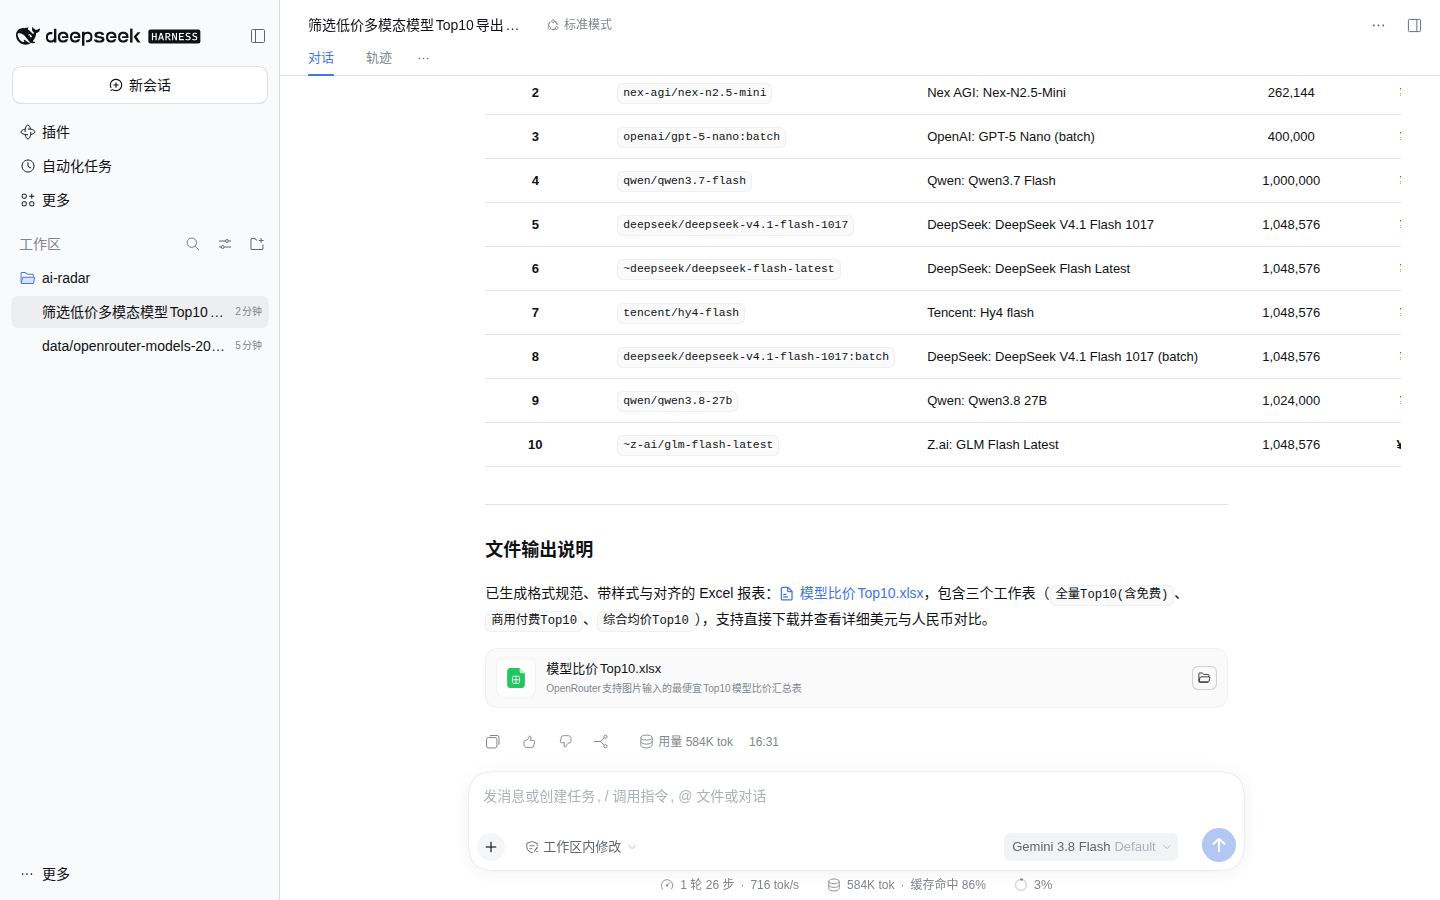 deepseek HARNESS
新会话
插件
自动化任务
更多
工作区
ai-radar
筛选低价多模态模型Top10... 2分钟
data/openrouter-models-20... 5分钟
更多
筛选低价多模态模型Top10导出... 标准模式
对话 轨迹 ...
2 nex-agi/nex-n2.5-mini Nex AGI: Nex-N2.5-Mini 262,144
3 openai/gpt-5-nano:batch OpenAI: GPT-5 Nano (batch) 400,000
4 qwen/qwen3.7-flash Qwen: Qwen3.7 Flash 1,000,000
5 deepseek/deepseek-v4.1-flash-1017 DeepSeek: DeepSeek V4.1 Flash 1017 1,048,576
6 ~deepseek/deepseek-flash-latest DeepSeek: DeepSeek Flash Latest 1,048,576
7 tencent/hy4-flash Tencent: Hy4 flash 1,048,576
8 deepseek/deepseek-v4.1-flash-1017:batch DeepSeek: DeepSeek V4.1 Flash 1017 (batch) 1,048,576
9 qwen/qwen3.8-27b Qwen: Qwen3.8 27B 1,024,000
10 ~z-ai/glm-flash-latest Z.ai: GLM Flash Latest 1,048,576
文件输出说明
已生成格式规范、带样式与对齐的 Excel 报表：模型比价Top10.xlsx，包含三个工作表（全量Top10(含免费)、
商用付费Top10、综合均价Top10），支持直接下载并查看详细美元与人民币对比。
模型比价Top10.xlsx
OpenRouter支持图片输入的最便宜Top10模型比价汇总表
用量 584K tok 16:31
发消息或创建任务, / 调用指令, @ 文件或对话
工作区内修改 Gemini 3.8 Flash Default
1 轮 26 步 · 716 tok/s 584K tok · 缓存命中 86% 3%